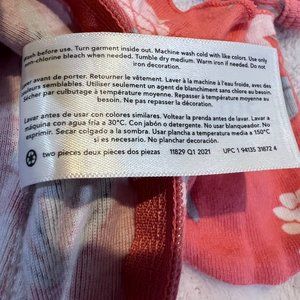 Wash before use. Turn garment inside out. Machine wash cold with like colors. Use only
non-chlorine bleach when needed. Tumble dry medium. Warm iron if needed. Do not
iron decoration.
Laver avant de porter. Retourner le vêtement. Laver à la machine à l'eau froide, avec des
couleurs semblables. Utiliser seulement un agent de blanchiment sans chlore au besoin.
Sécher par culbutage à température moyenne. Repasser à température moyenne au
besoin. Ne pas repasser la décoration.
Lavar antes de usar con colores similares. Voltear la prenda antes de lavar. Lavar a
máquina con agua fría a 30°C. Con jabón o detergente. No usar blanqueador. No
exprimir. Secar colgado a la sombra. Usar plancha a temperatura media a 150°C
si es necesario. No planchar decoración.
two pieces deux pièces dos piezas 11829 Q1 2021 UPC 1 94135 31872 4